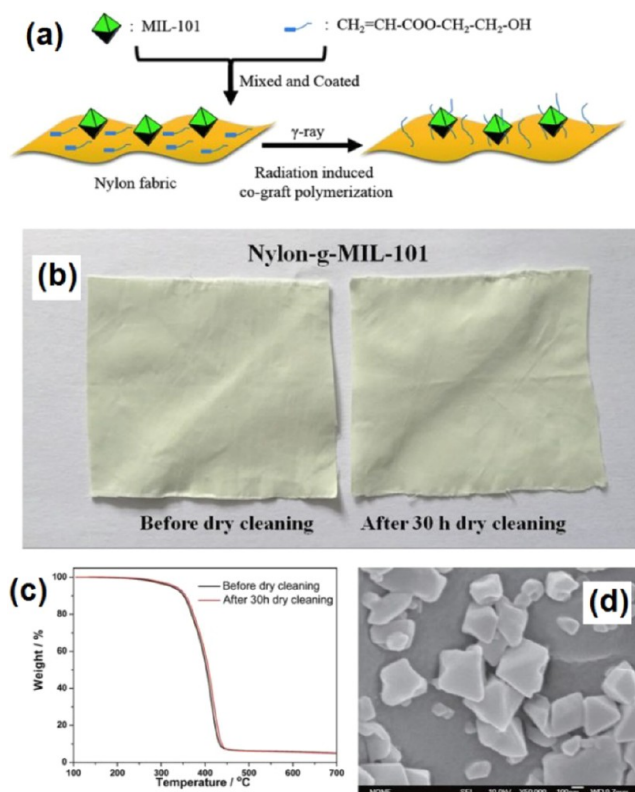 (a)
: MIL-101
: CH₂=CH-COO-CH₂-CH₂-OH
Mixed and Coated
γ-ray
Nylon fabric
Radiation induced
co-graft polymerization
(b)
Nylon-g-MIL-101
Before dry cleaning
After 30 h dry cleaning
(c)
Weight / %
100
80
60
40
20
0
Before dry cleaning
After 30h dry cleaning
100
200
300
400
500
600
700
Temperature / °C
(d)
NONE
SEI